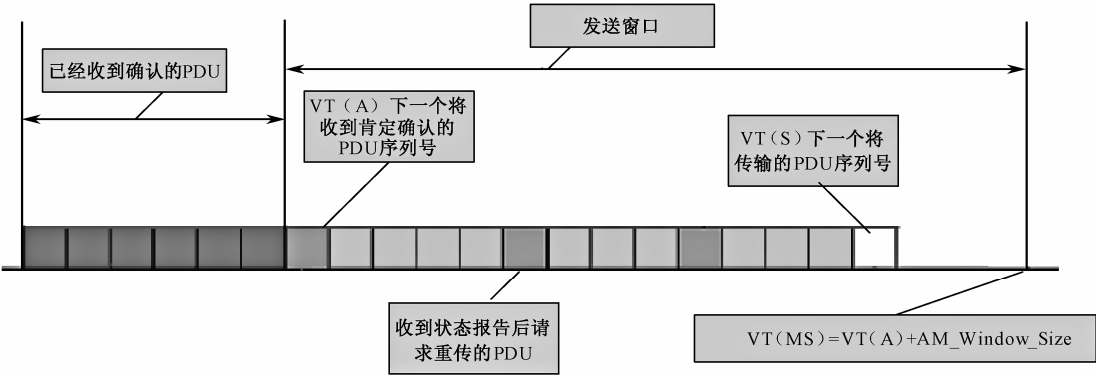 发送窗口
已经收到确认的PDU
VT(A)下一个将
收到肯定确认的
PDU序列号
VT(S)下一个将
传输的PDU序列号
收到状态报告后请
求重传的PDU
VT(MS)=VT(A)+AM_Window_Size